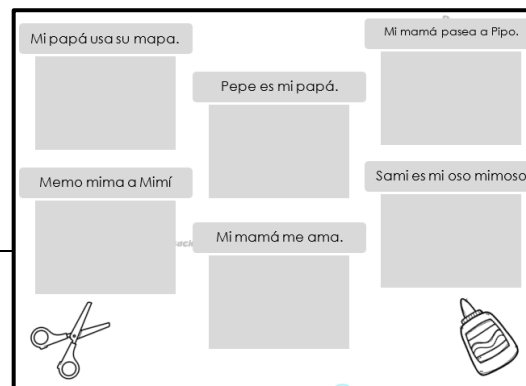 Mi papá usa su mapa.
Pepe es mi papá.
Mi mamá pasea a Pipo.
Memo mima a Mimí
Mi mamá me ama.
Sami es mi oso mimoso